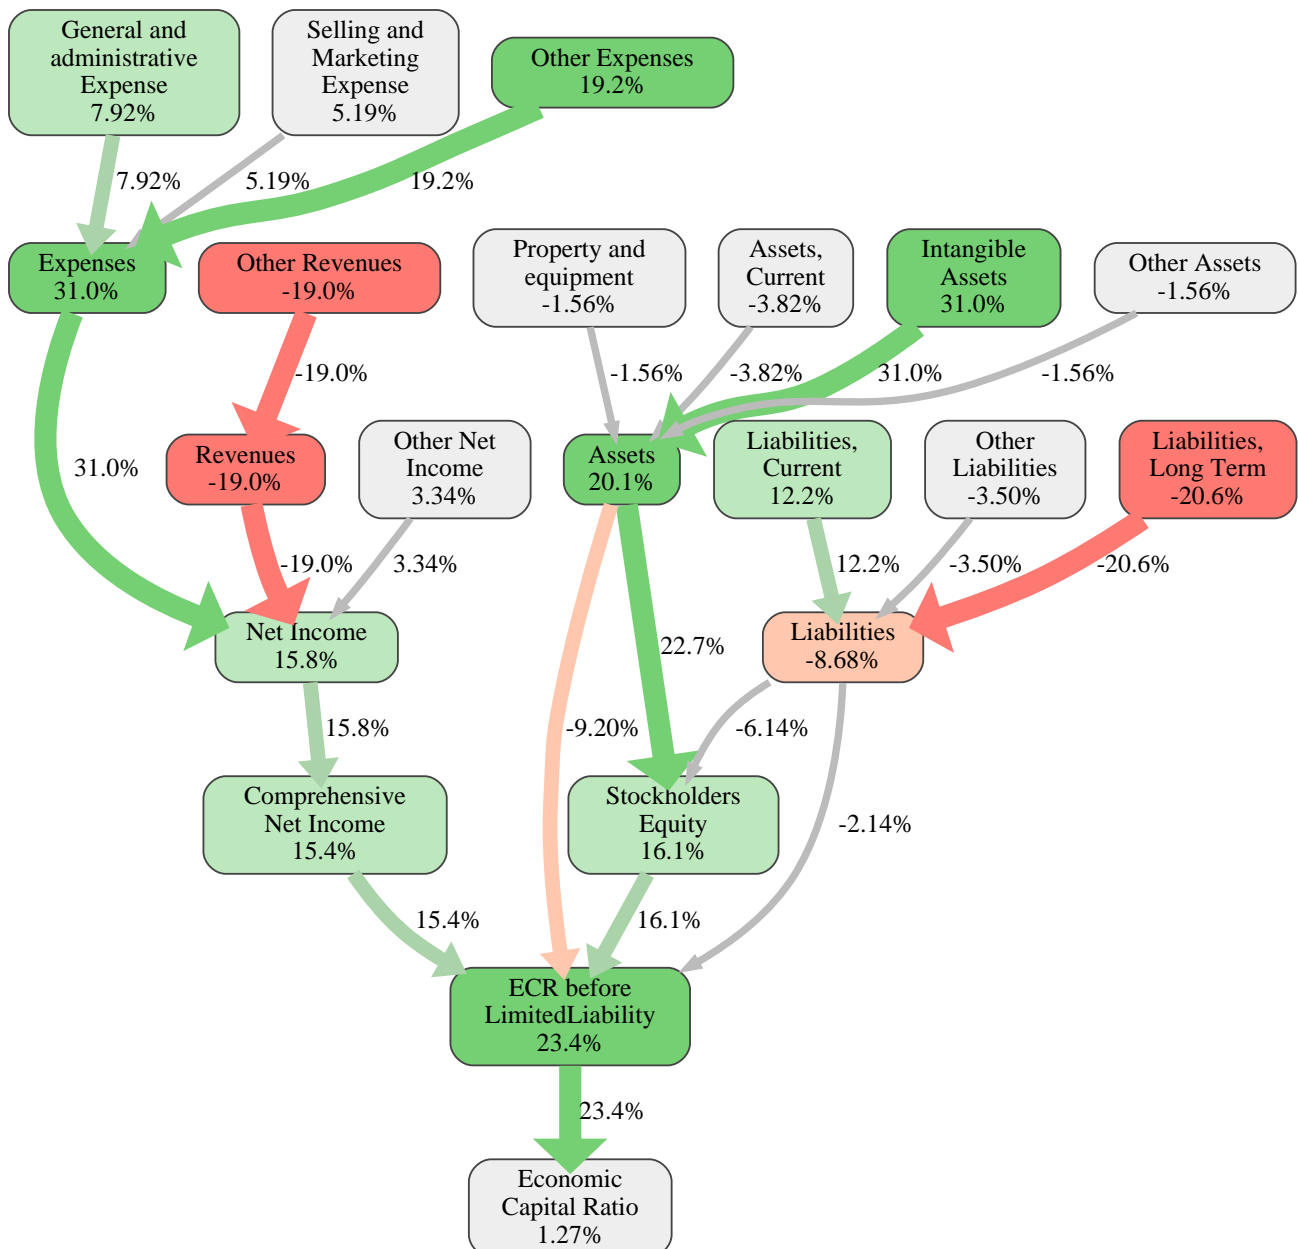 General and
administrative
Expense
7.92%
Selling and
Marketing
Expense
5.19%
Other Expenses
19.2%
7.92%
5.19%
19.2%
Expenses
31.0%
Other Revenues
-19.0%
Property and
equipment
-1.56%
Assets,
Current
-3.82%
Intangible
Assets
31.0%
Other Assets
-1.56%
-19.0%
-1.56%
-3.82%
31.0%
-1.56%
31.0%
Revenues
-19.0%
Other Net
Income
3.34%
Assets
20.1%
Liabilities,
Current
12.2%
Other
Liabilities
-3.50%
Liabilities,
Long Term
-20.6%
-19.0%
3.34%
12.2%
-3.50%
-20.6%
Net Income
15.8%
22.7%
Liabilities
-8.68%
15.8%
-9.20%
-6.14%
Comprehensive
Net Income
15.4%
Stockholders
Equity
16.1%
-2.14%
15.4%
16.1%
ECR before
LimitedLiability
23.4%
23.4%
Economic
Capital Ratio
1.27%